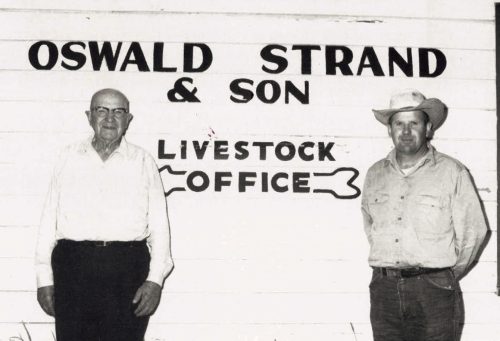 OSWALD STRAND
& SON
LIVESTOCK
OFFICE